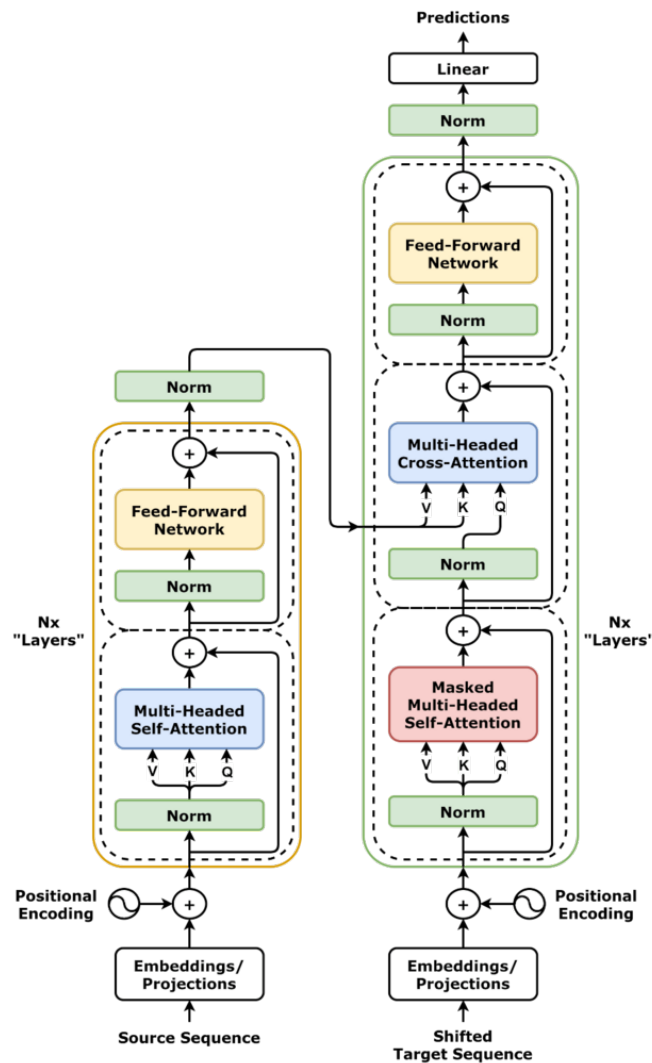 Predictions
Linear
Norm
+
Feed-Forward
Network
Norm
+
Multi-Headed
Cross-Attention
V K Q
Norm
+
Masked
Multi-Headed
Self-Attention
V K Q
Norm
Nx
"Layers'
+
Positional
Encoding
Embeddings/
Projections
Shifted
Target Sequence
Norm
+
Feed-Forward
Network
Norm
+
Multi-Headed
Self-Attention
V K Q
Norm
Nx
"Layers"
Positional
Encoding
+
Embeddings/
Projections
Source Sequence